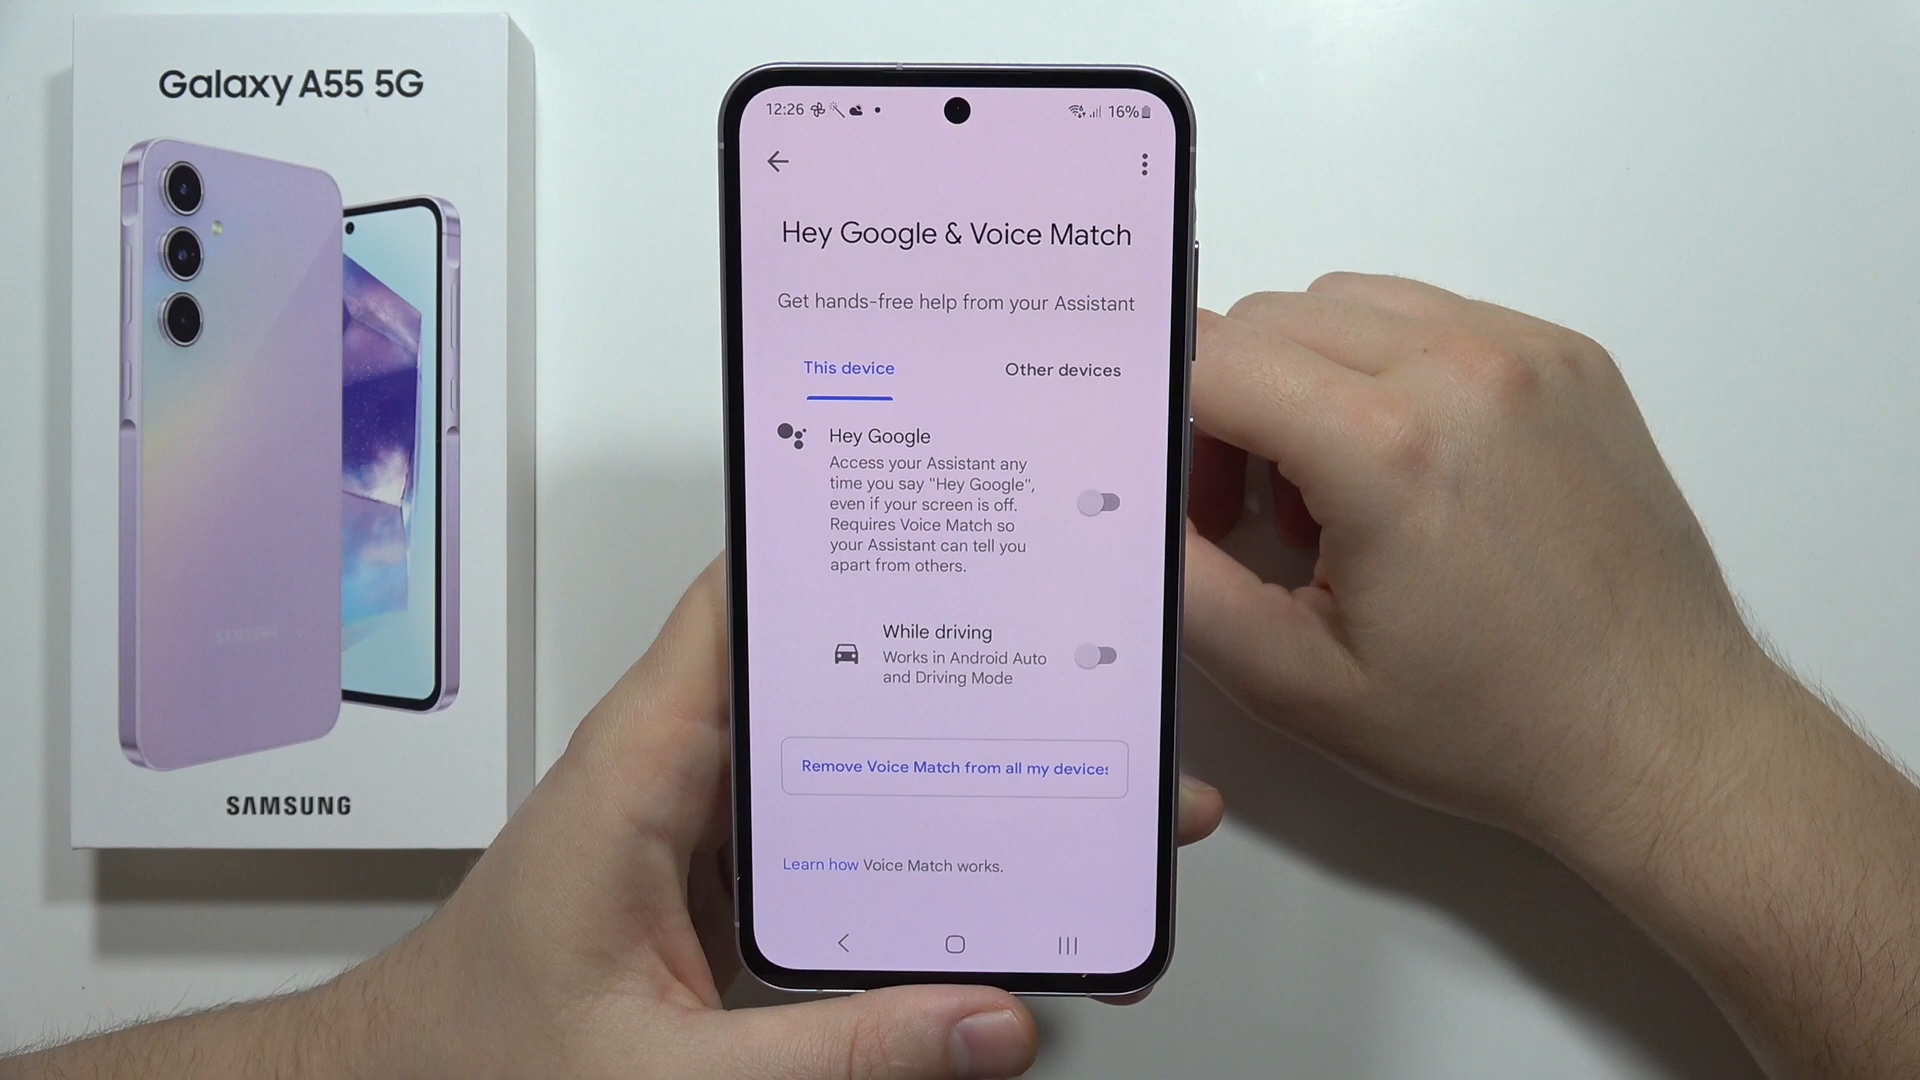 Galaxy A55 5G
SAMSUNG
SAMSUNG
12:26
16%
Hey Google & Voice Match
Get hands-free help from your Assistant
This device
Other devices
Hey Google
Access your Assistant any
time you say "Hey Google",
even if your screen is off.
Requires Voice Match so
your Assistant can tell you
apart from others.
While driving
Works in Android Auto
and Driving Mode
Remove Voice Match from all my devices
Learn how Voice Match works.